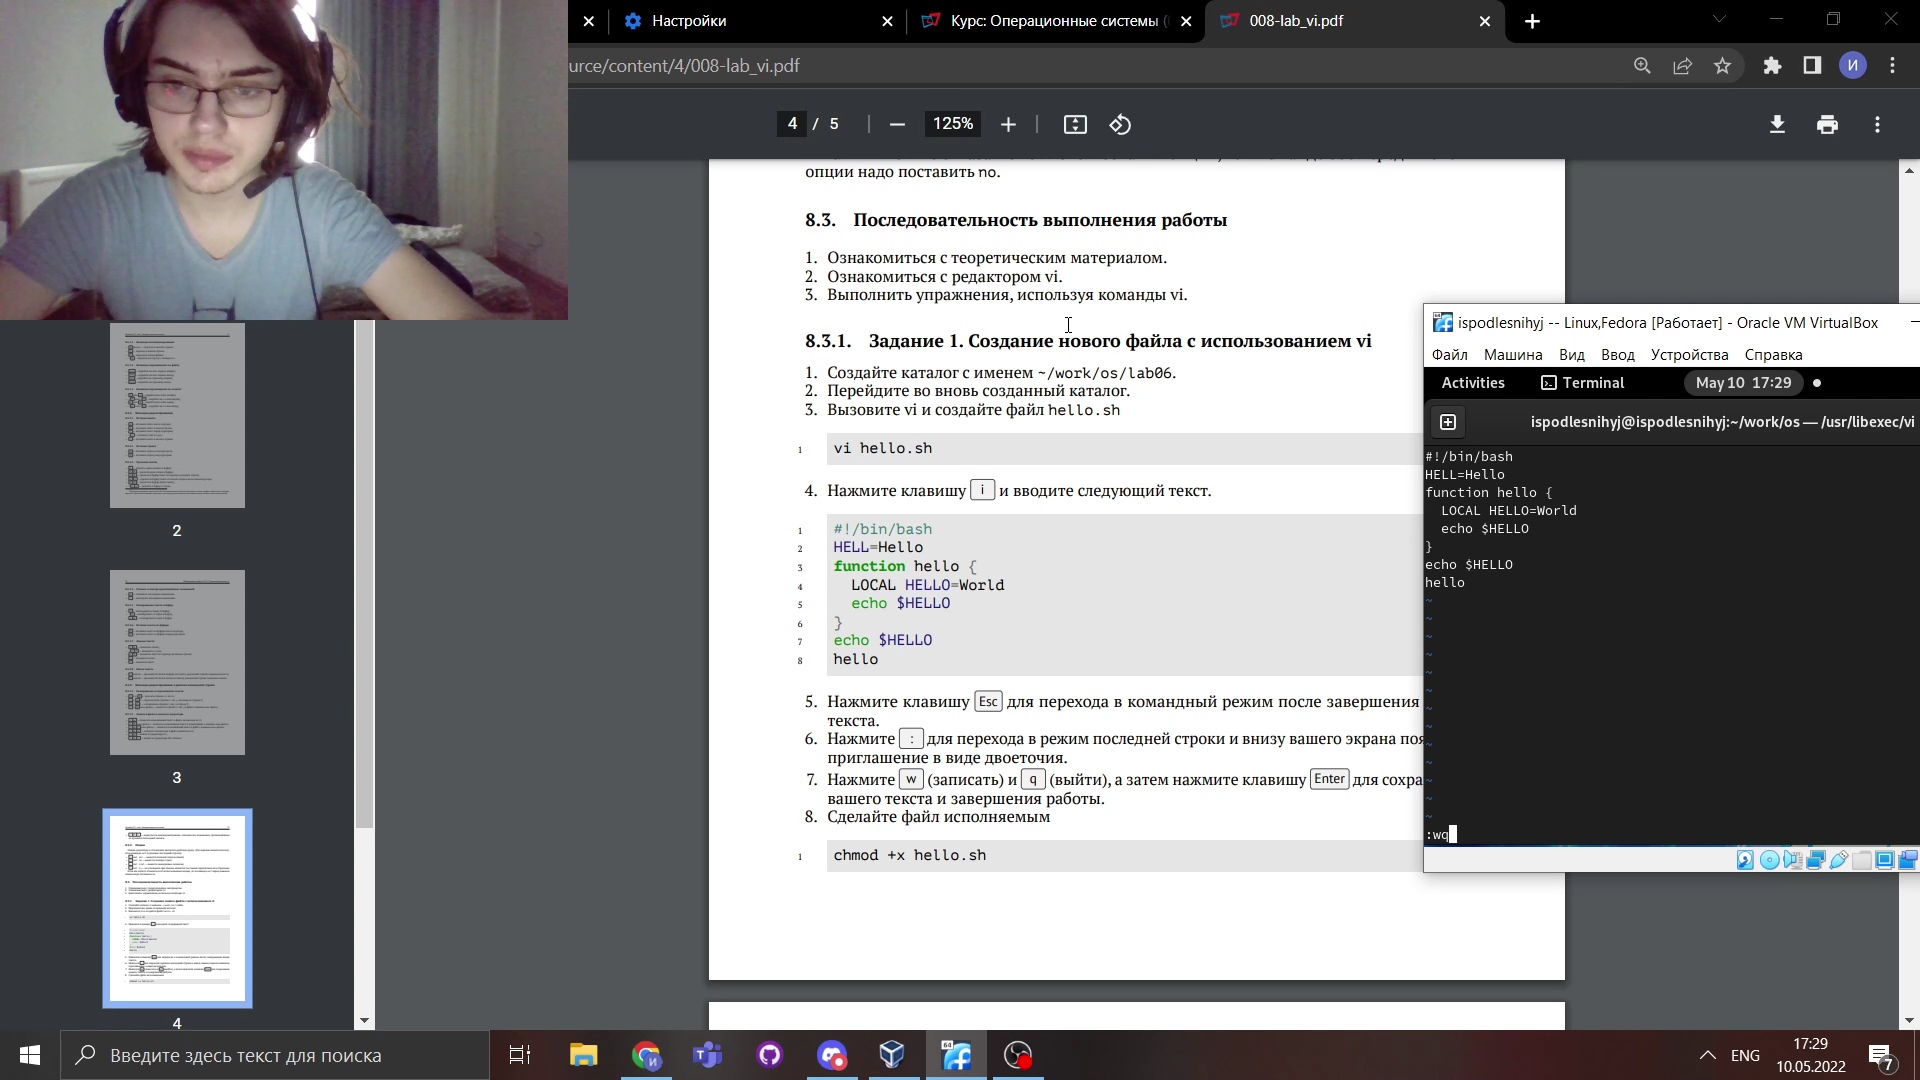 Настройки
Курс: Операционные системы (
008-lab_vi.pdf
urce/content/4/008-lab_vi.pdf
И
4 / 5
125%
опции надо поставить no.
8.3. Последовательность выполнения работы
1. Ознакомиться с теоретическим материалом.
2. Ознакомиться с редактором vi.
3. Выполнить упражнения, используя команды vi.
8.3.1. Задание 1. Создание нового файла с использованием vi
1. Создайте каталог с именем ~/work/os/lab06.
2. Перейдите во вновь созданный каталог.
3. Вызовите vi и создайте файл hello.sh
1 vi hello.sh
4. Нажмите клавишу i и вводите следующий текст.
1 #!/bin/bash
2 HELL=Hello
3 function hello {
4 LOCAL HELLO=World
5 echo $HELLO
6 }
7 echo $HELLO
8 hello
5. Нажмите клавишу Esc для перехода в командный режим после завершения
текста.
6. Нажмите : для перехода в режим последней строки и внизу вашего экрана поя
приглашение в виде двоеточия.
7. Нажмите w (записать) и q (выйти), а затем нажмите клавишу Enter для сохра
вашего текста и завершения работы.
8. Сделайте файл исполняемым
1 chmod +x hello.sh
2
3
4
64
ispodlesnihyj -- Linux,Fedora [Работает] - Oracle VM VirtualBox
Файл Машина Вид Ввод Устройства Справка
Activities Terminal May 10 17:29
ispodlesnihyj@ispodlesnihyj:~/work/os — /usr/libexec/vi
#!/bin/bash
HELL=Hello
function hello {
LOCAL HELLO=World
echo $HELLO
}
echo $HELLO
hello
~
~
~
~
~
~
~
~
~
~
~
~
~
:wq
Введите здесь текст для поиска
64
ENG
17:29
10.05.2022
7